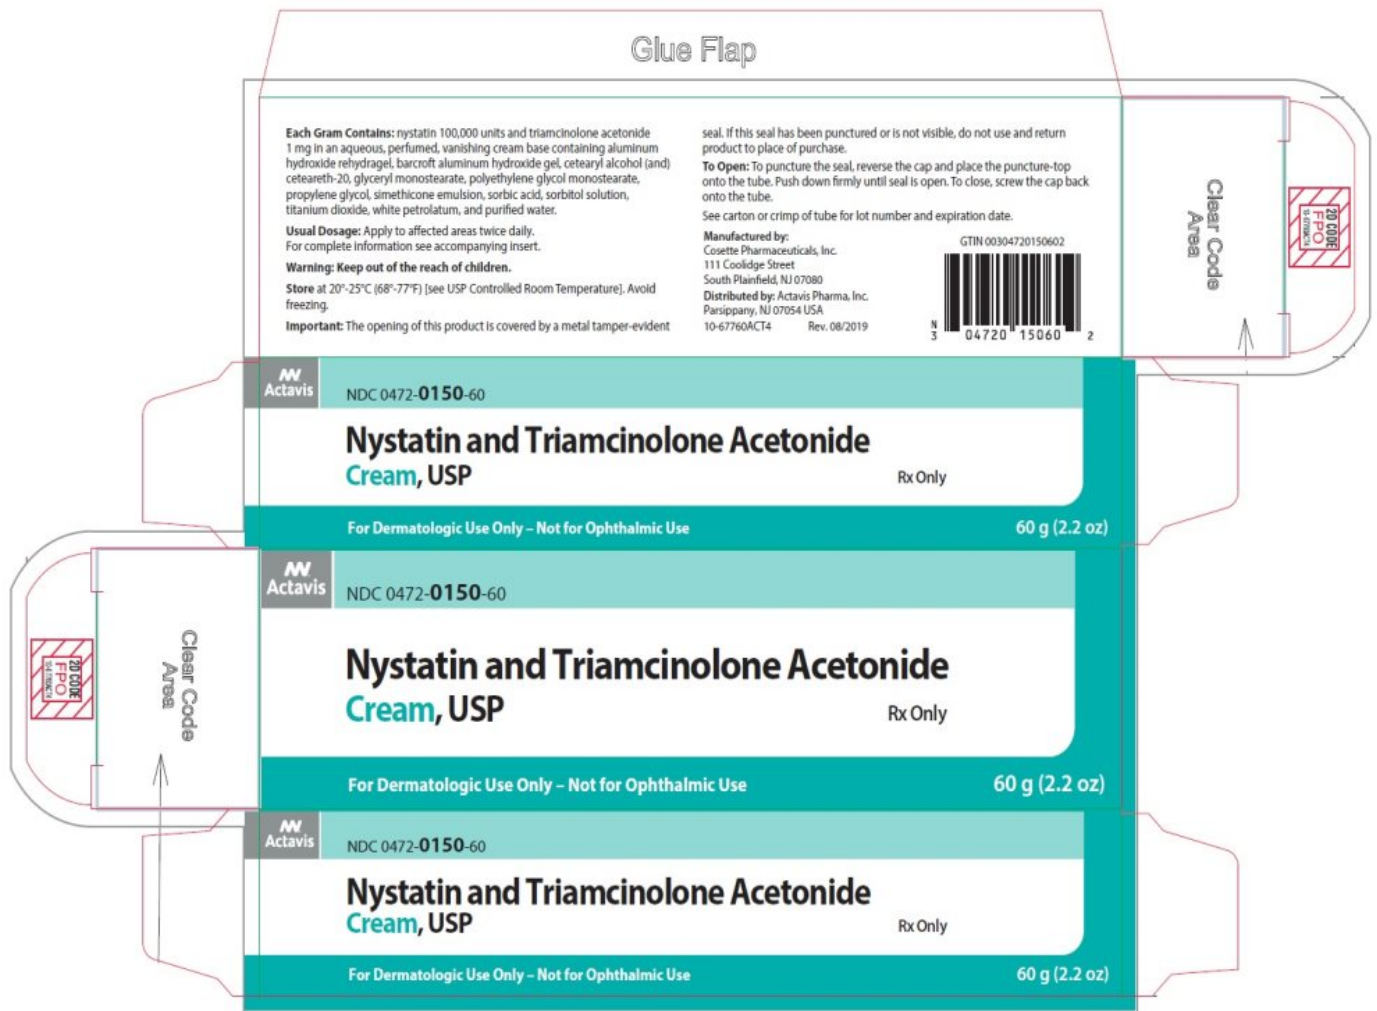 Glue Flap
Each Gram Contains: nystatin 100,000 units and triamcinolone acetonide
1 mg in an aqueous, perfumed, vanishing cream base containing aluminum
hydroxide rehydragel, barcroft aluminum hydroxide gel, cetearyl alcohol (and)
ceteareth-20, glyceryl monostearate, polyethylene glycol monostearate,
propylene glycol, simethicone emulsion, sorbic acid, sorbitol solution,
titanium dioxide, white petrolatum, and purified water.
Usual Dosage: Apply to affected areas twice daily.
For complete information see accompanying insert.
Warning: Keep out of the reach of children.
Store at 20°-25°C (68°-77°F) [see USP Controlled Room Temperature]. Avoid
freezing.
Important: The opening of this product is covered by a metal tamper-evident
seal. If this seal has been punctured or is not visible, do not use and return
product to place of purchase.
To Open: To puncture the seal, reverse the cap and place the puncture-top
onto the tube. Push down firmly until seal is open. To close, screw the cap back
onto the tube.
See carton or crimp of tube for lot number and expiration date.
Manufactured by:
Cosette Pharmaceuticals, Inc.
111 Coolidge Street
South Plainfield, NJ 07080
Distributed by: Actavis Pharma, Inc.
Parsippany, NJ 07054 USA
10-67760ACT4 Rev. 08/2019
GTIN 00304720150602
N
3 04720 15060 2
Clear Code
Area
2D CODE
FPO
10-67760ACT4
Actavis
NDC 0472-0150-60
Nystatin and Triamcinolone Acetonide
Cream, USP
Rx Only
For Dermatologic Use Only – Not for Ophthalmic Use
60 g (2.2 oz)
Clear Code
Area
2D CODE
FPO
10-67760ACT4
Actavis
NDC 0472-0150-60
Nystatin and Triamcinolone Acetonide
Cream, USP
Rx Only
For Dermatologic Use Only – Not for Ophthalmic Use
60 g (2.2 oz)
Actavis
NDC 0472-0150-60
Nystatin and Triamcinolone Acetonide
Cream, USP
Rx Only
For Dermatologic Use Only – Not for Ophthalmic Use
60 g (2.2 oz)